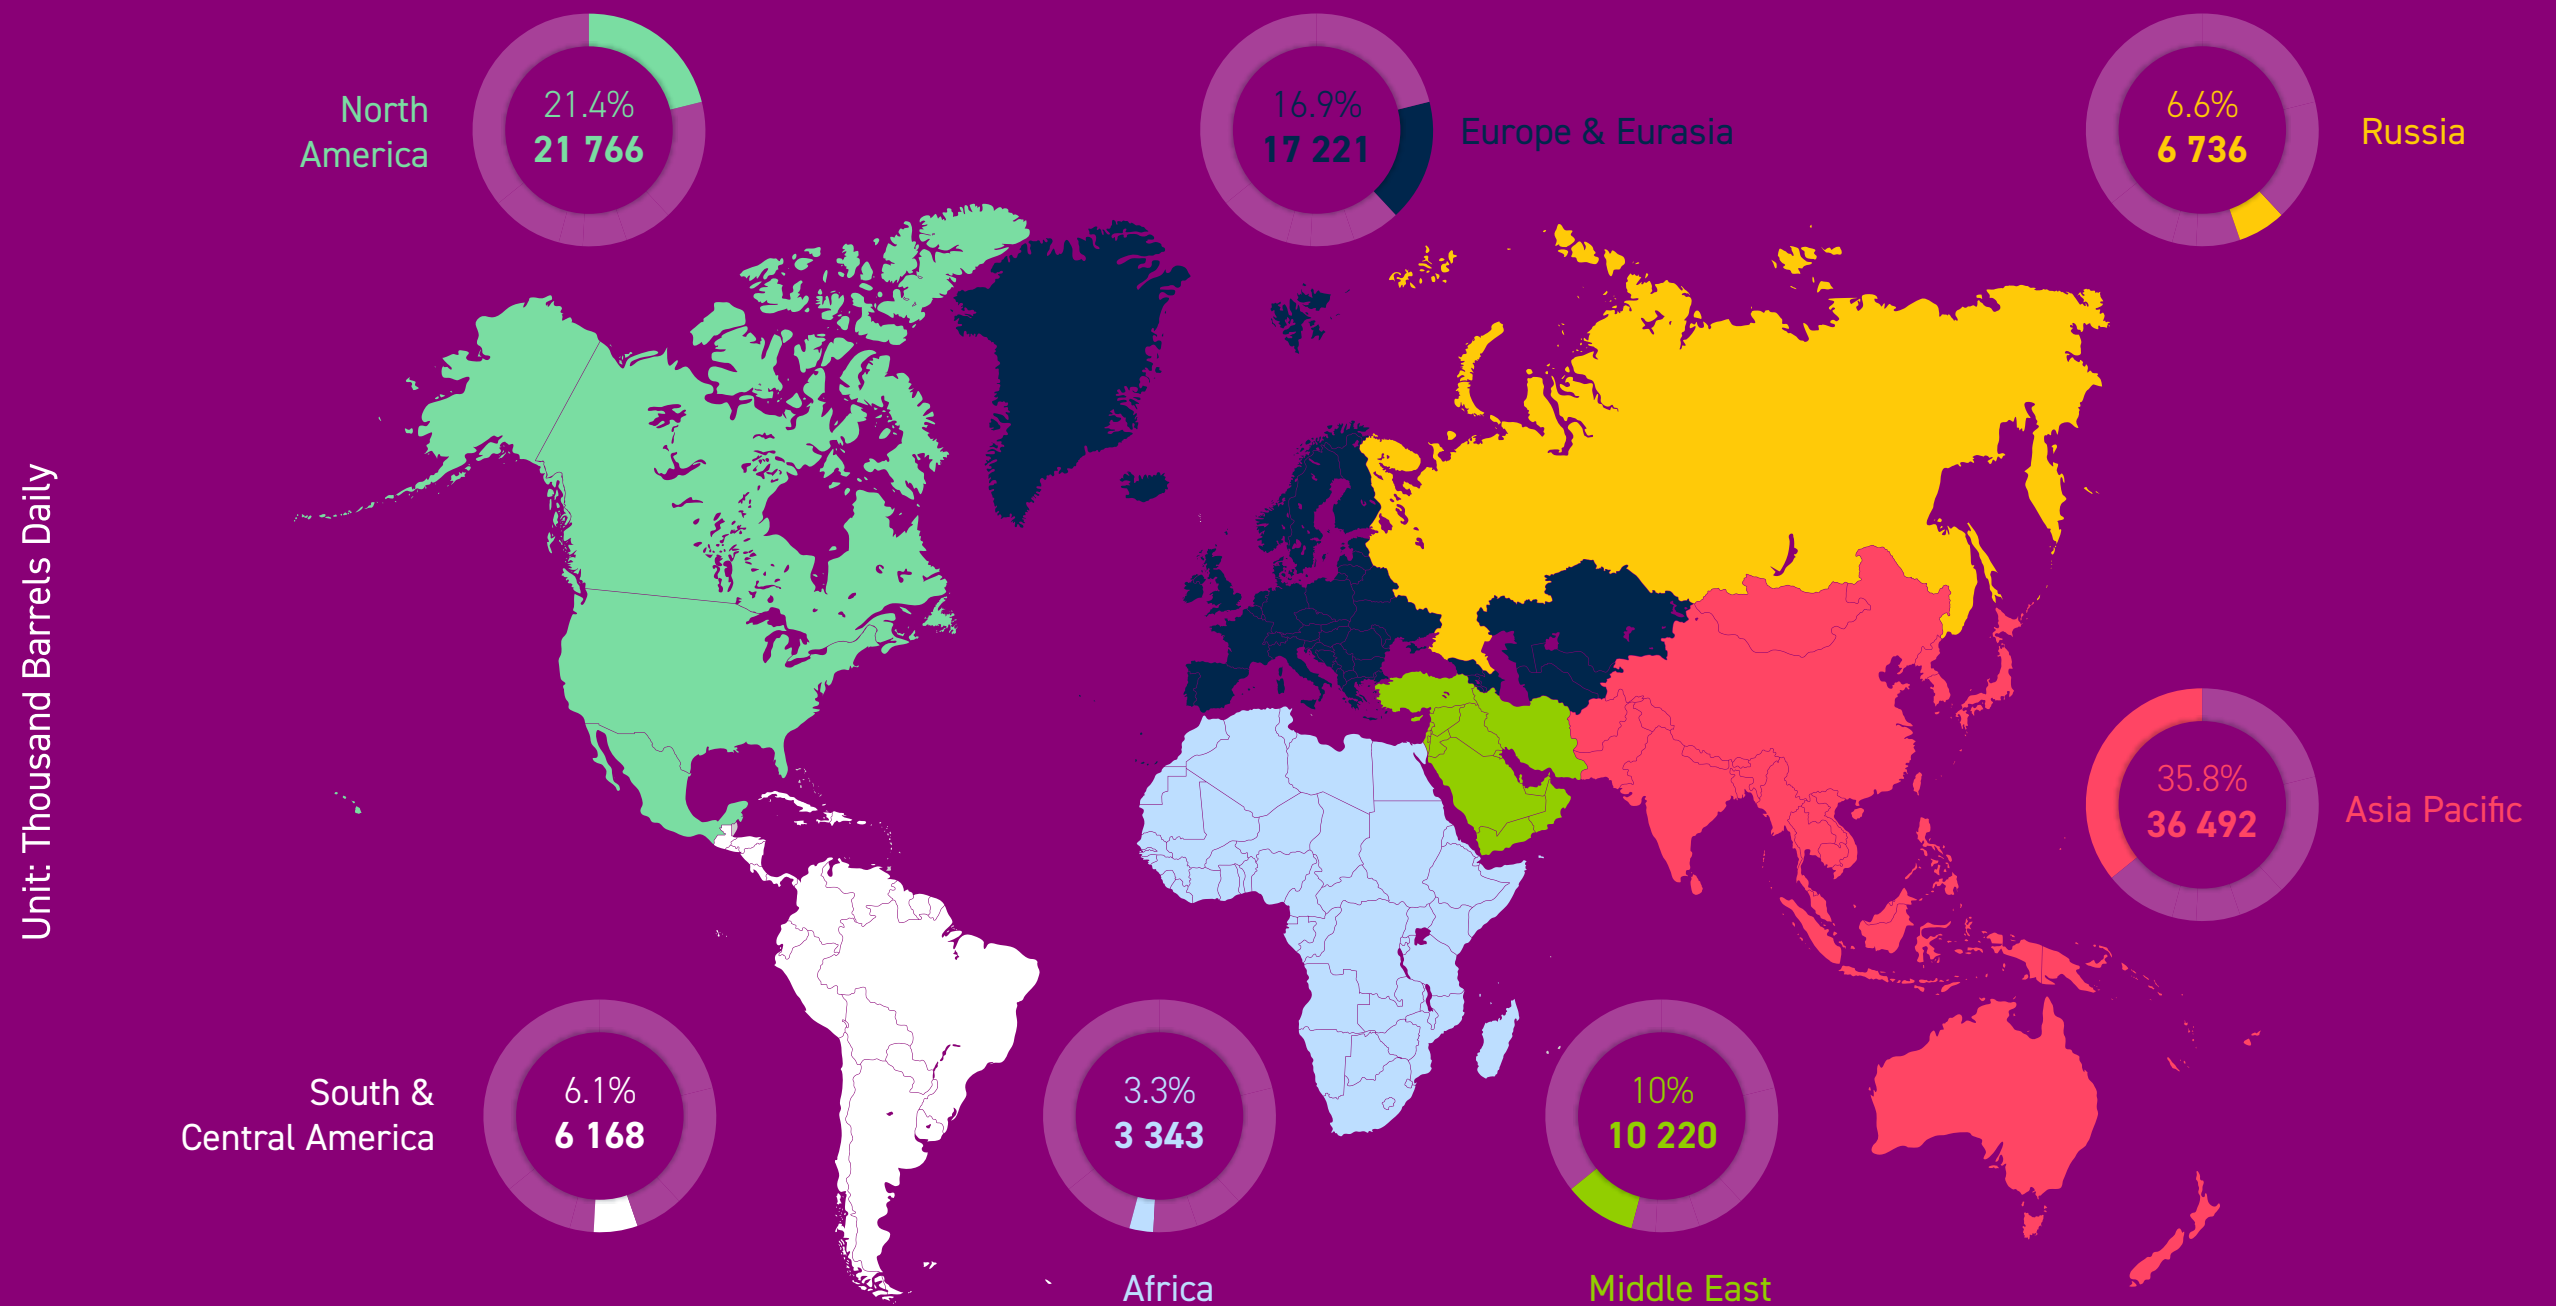 North
America
21.4%
21 766
16.9%
17 221
Europe & Eurasia
6.6%
6 736
Russia
Unit: Thousand Barrels Daily
35.8%
36 492
Asia Pacific
South &
Central America
6.1%
6 168
3.3%
3 343
Africa
10%
10 220
Middle East